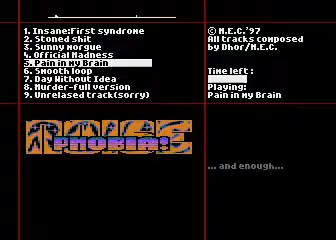 1. Insane:First syndrome
2. Stoned shit
3. Sunny morgue
4. Official Madness
5. Pain in my Brain
6. Smooth loop
7. Day Without Idea
8. Murder-full version
9. Unrelased track(sorry)
© M.E.C.'97
All tracks composed
by Dhor/M.E.C.
Time left :
Playing:
Pain in my Brain
NOISE
PHOBIA!
... and enough...